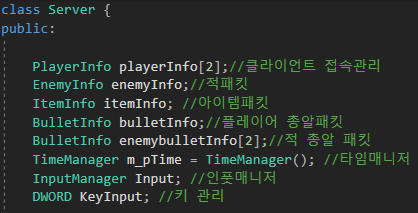 class Server {
public:
PlayerInfo playerInfo[2];//클라이언트 접속관리
EnemyInfo enemyInfo;//적패킷
ItemInfo itemInfo; //아이템패킷
BulletInfo bulletInfo;//플레이어 총알패킷
BulletInfo enemybulletInfo[2];//적 총알 패킷
TimeManager m_pTime = TimeManager(); //타임매니저
InputManager Input; //인풋매니저
DWORD KeyInput; //키 관리